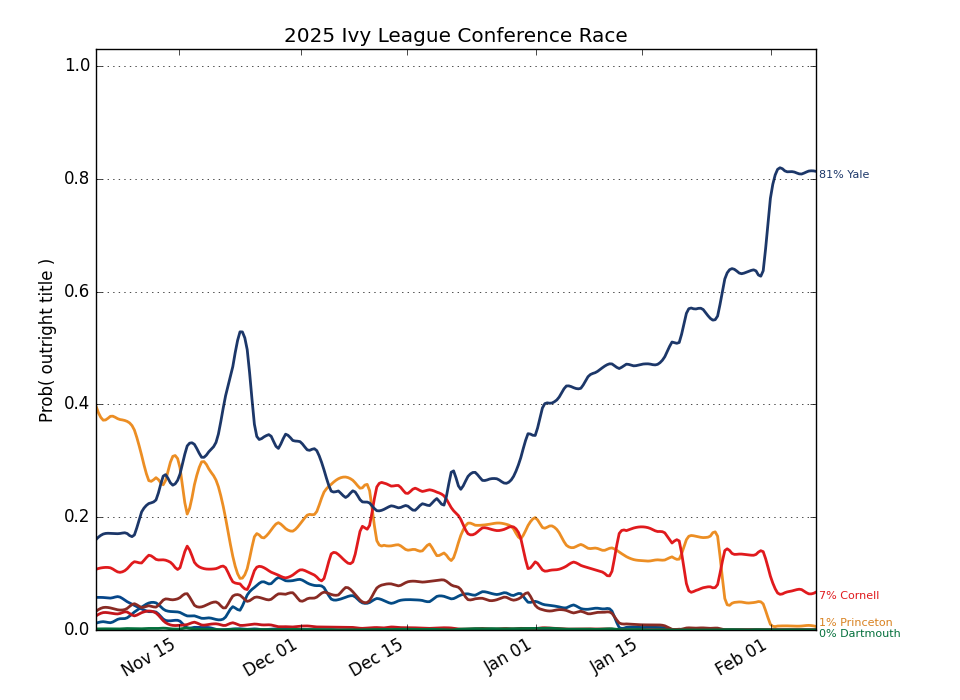 2025 Ivy League Conference Race
Prob( outright title )
1.0
0.8
0.6
0.4
0.2
0.0
81% Yale
7% Cornell
1% Princeton
0% Dartmouth
Nov 15
Dec 01
Dec 15
Jan 01
Jan 15
Feb 01